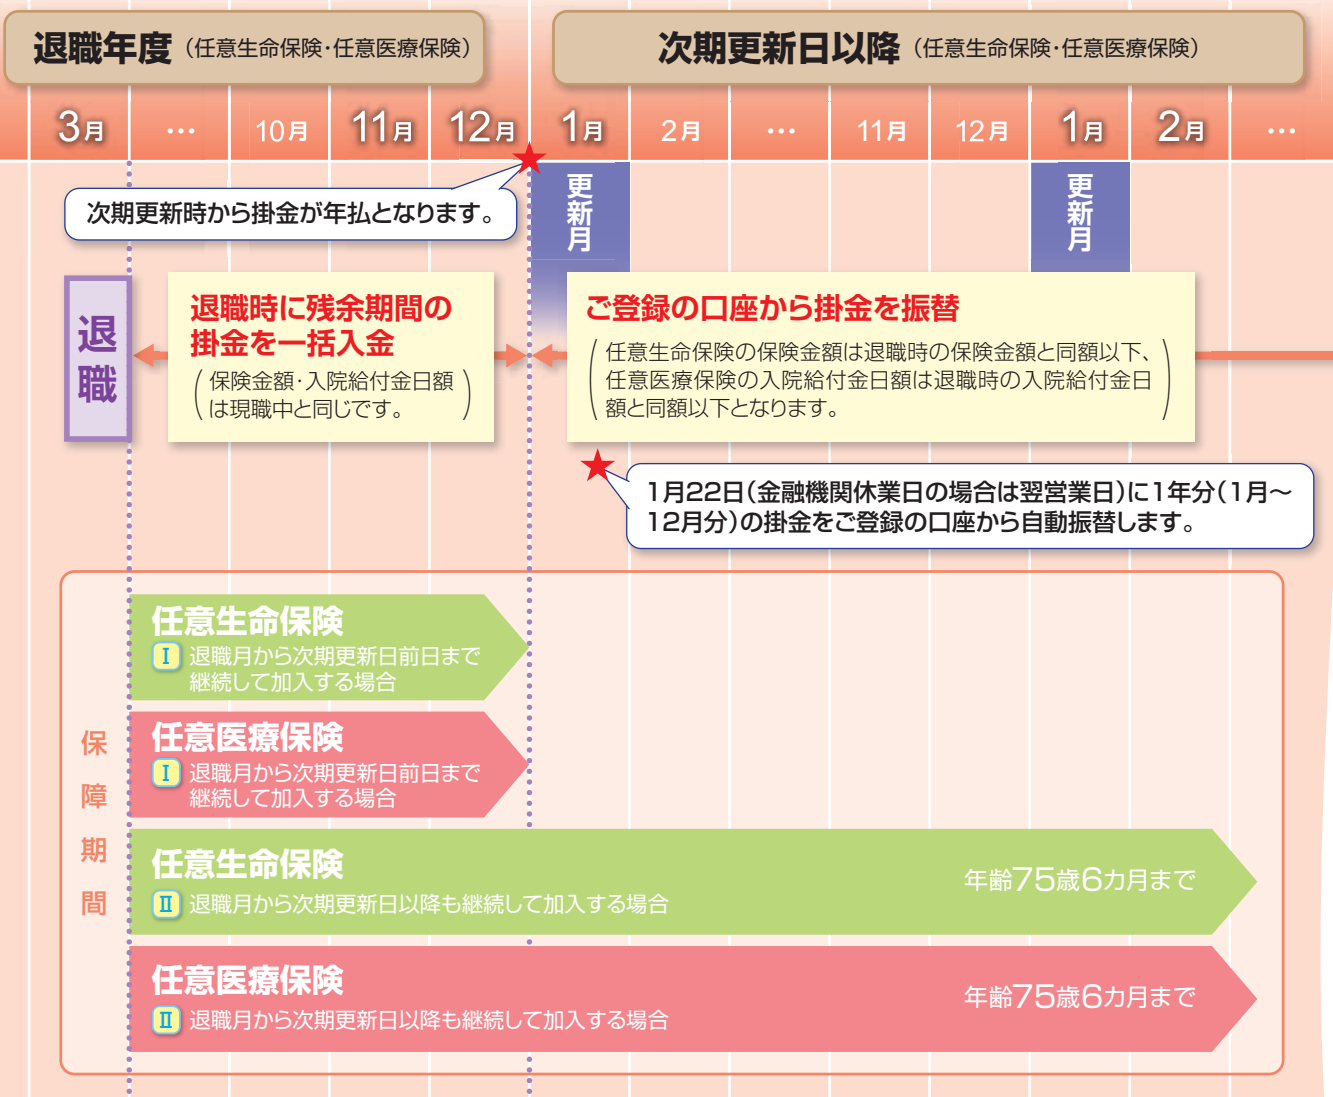 退職年度（任意生命保険・任意医療保険）
次期更新日以降（任意生命保険・任意医療保険）
3月 … 10月 11月 12月 1月 2月 … 11月 12月 1月 2月 …
次期更新時から掛金が年払となります。
更新月
更新月
退職
退職時に残余期間の
掛金を一括入金
（保険金額・入院給付金日額
は現職中と同じです。）
ご登録の口座から掛金を振替
（任意生命保険の保険金額は退職時の保険金額と同額以下、
任意医療保険の入院給付金日額は退職時の入院給付金日
額と同額以下となります。）
1月22日（金融機関休業日の場合は翌営業日）に1年分（1月〜
12月分）の掛金をご登録の口座から自動振替します。
保障期間
任意生命保険
Ⅰ 退職月から次期更新日前日まで
継続して加入する場合
任意医療保険
Ⅰ 退職月から次期更新日前日まで
継続して加入する場合
任意生命保険
Ⅱ 退職月から次期更新日以降も継続して加入する場合
年齢75歳6カ月まで
任意医療保険
Ⅱ 退職月から次期更新日以降も継続して加入する場合
年齢75歳6カ月まで